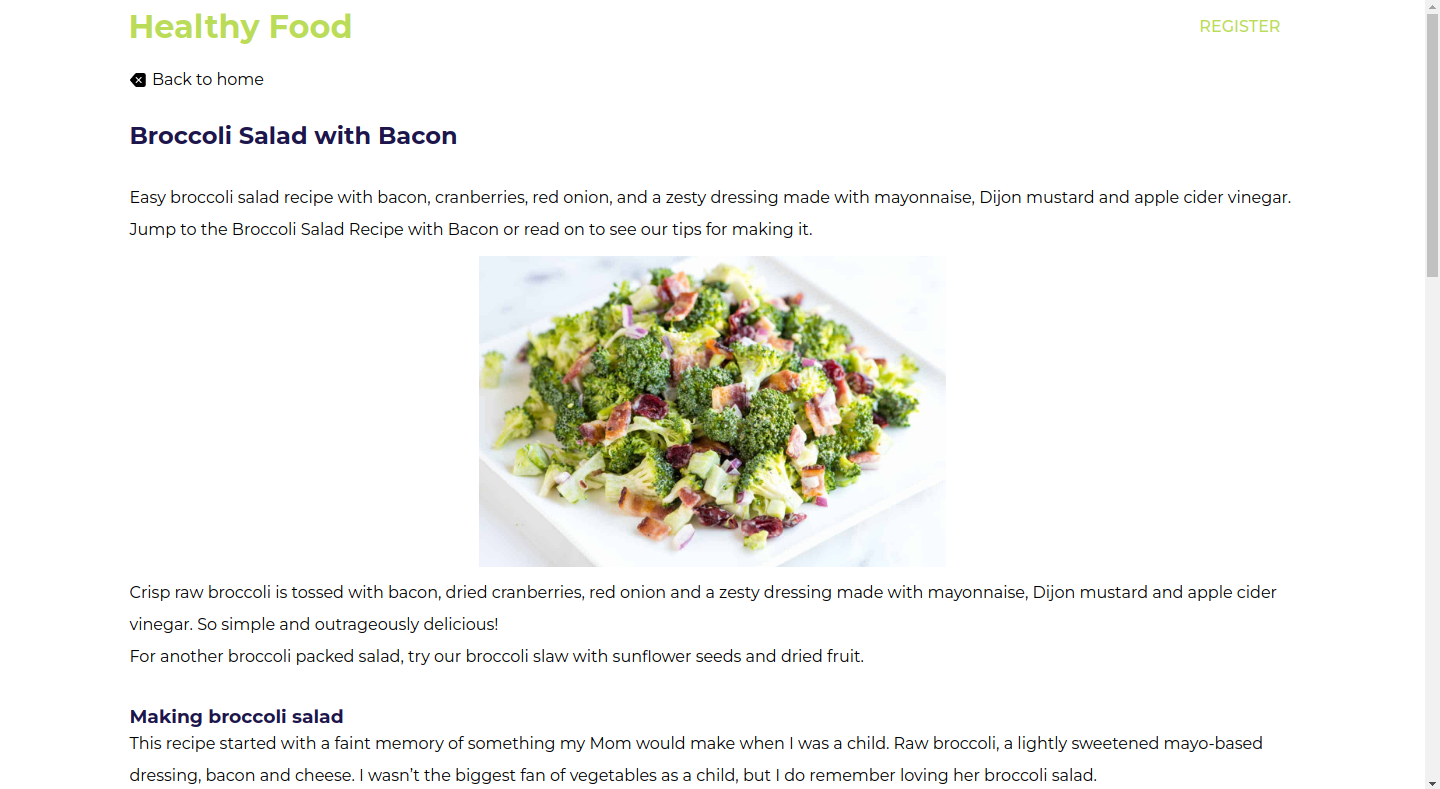 Healthy Food
REGISTER
Back to home
Broccoli Salad with Bacon
Easy broccoli salad recipe with bacon, cranberries, red onion, and a zesty dressing made with mayonnaise, Dijon mustard and apple cider vinegar.
Jump to the Broccoli Salad Recipe with Bacon or read on to see our tips for making it.
Crisp raw broccoli is tossed with bacon, dried cranberries, red onion and a zesty dressing made with mayonnaise, Dijon mustard and apple cider
vinegar. So simple and outrageously delicious!
For another broccoli packed salad, try our broccoli slaw with sunflower seeds and dried fruit.
Making broccoli salad
This recipe started with a faint memory of something my Mom would make when I was a child. Raw broccoli, a lightly sweetened mayo-based
dressing, bacon and cheese. I wasn’t the biggest fan of vegetables as a child, but I do remember loving her broccoli salad.